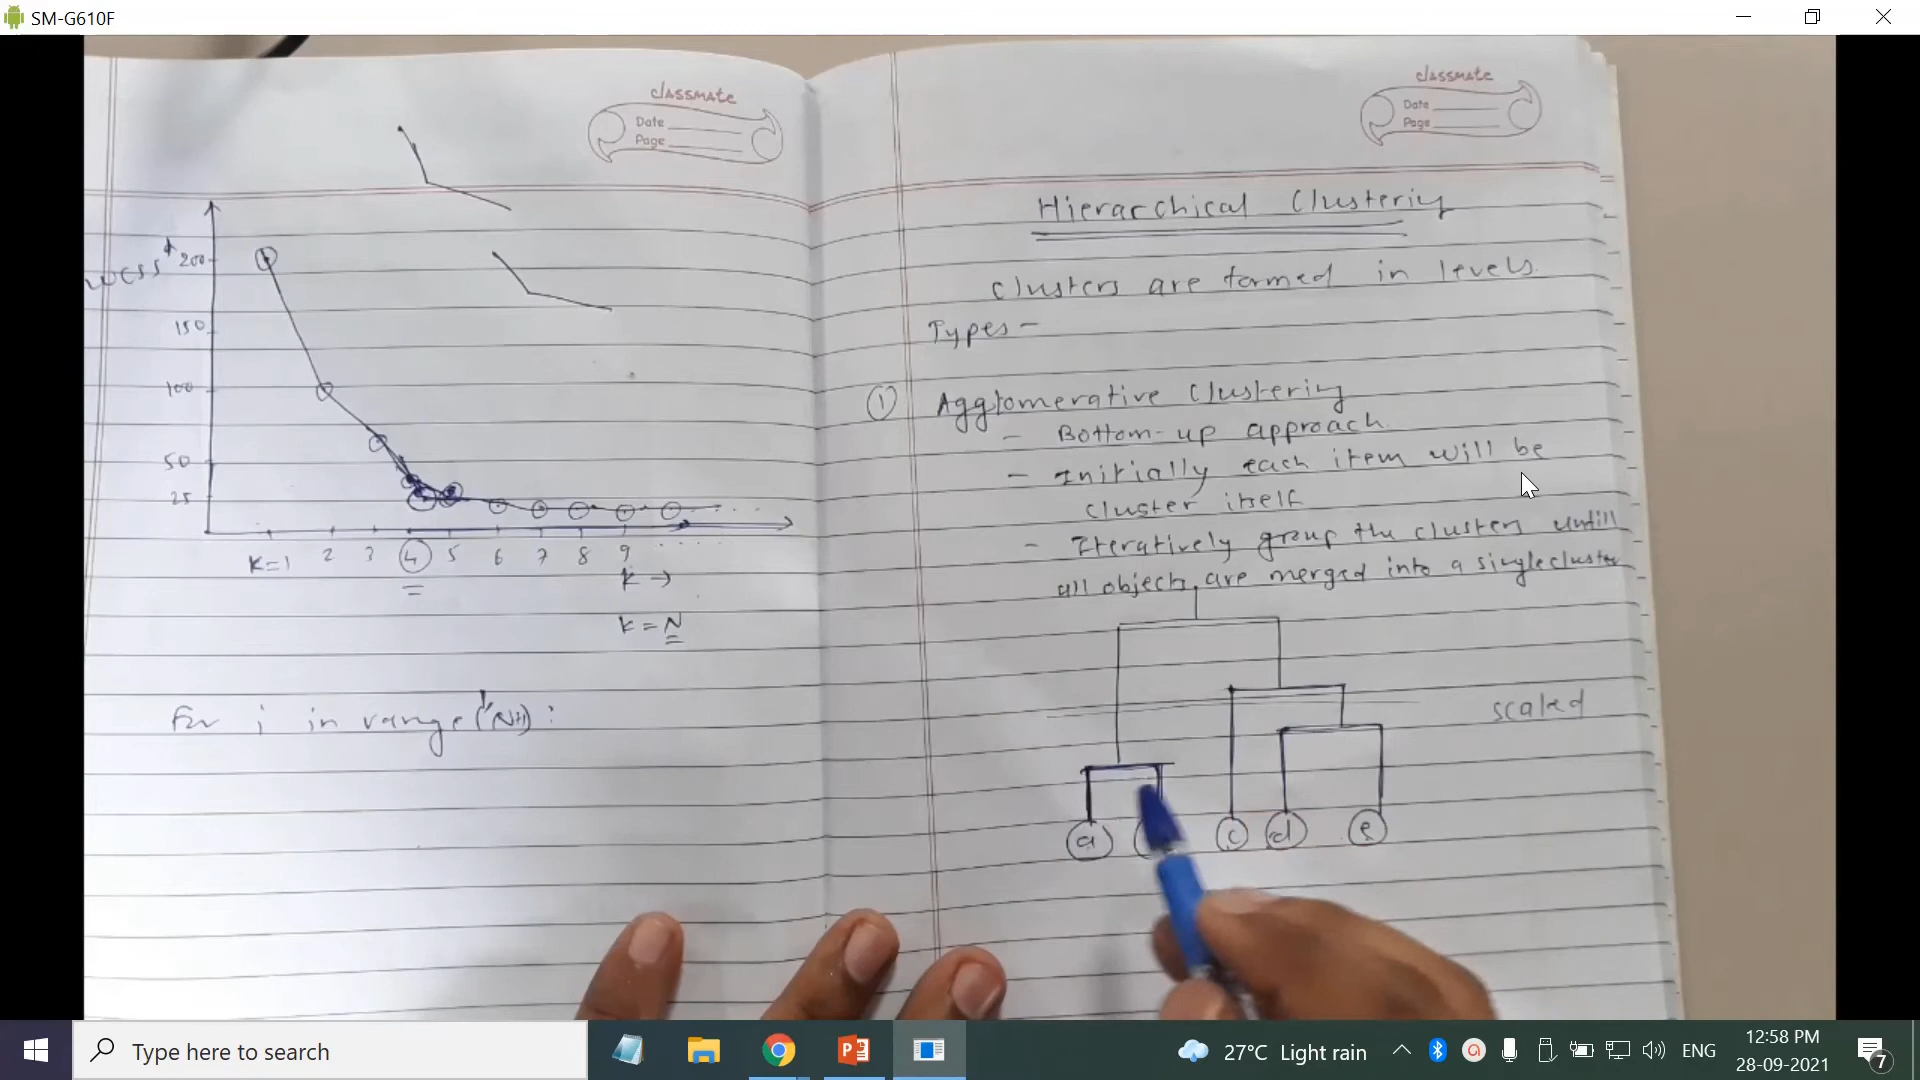 SM-G610F
classmate
Date
Page
WCSS
200
150
100
50
25
K=1 2 3 4 5 6 7 8 9
K →
K = N
For i in range(1, N+1):
classmate
Date
Page
Hierarchical Clustering
clusters are formed in levels.
Types -
① Agglomerative Clustering
- Bottom-up approach.
- Initially each item will be
cluster itself
- Iteratively group the clusters untill
all objects are merged into a single cluster
scaled
a c d e
Type here to search
27°C Light rain
ENG
12:58 PM
28-09-2021
7